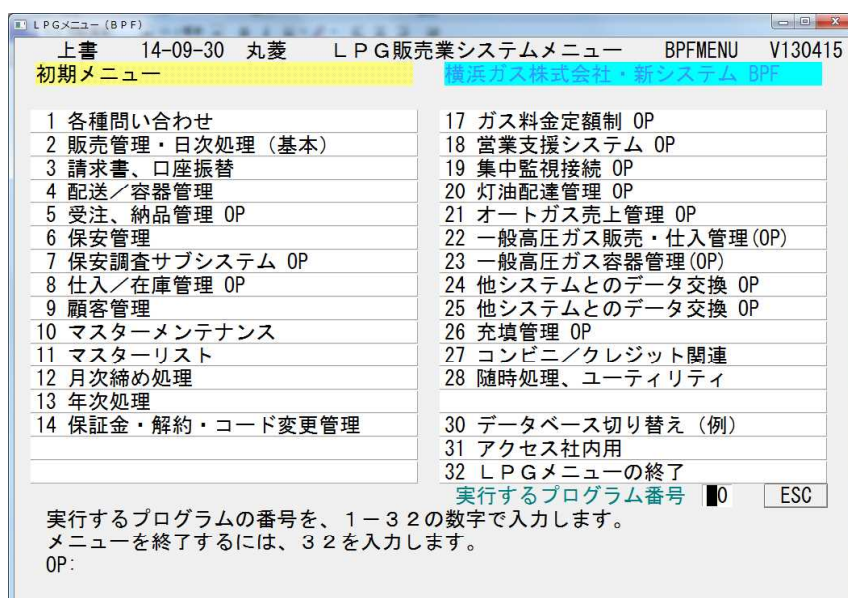 LPGメニュー(BPF)
上書 14-09-30 丸菱 LPG販売業システムメニュー BPFMENU V130415
初期メニュー 横浜ガス株式会社・新システム BPF
1 各種問い合わせ
2 販売管理・日次処理(基本)
3 請求書、口座振替
4 配送/容器管理
5 受注、納品管理 OP
6 保安管理
7 保安調査サブシステム OP
8 仕入/在庫管理 OP
9 顧客管理
10 マスターメンテナンス
11 マスターリスト
12 月次締め処理
13 年次処理
14 保証金・解約・コード変更管理
17 ガス料金定額制 OP
18 営業支援システム OP
19 集中監視接続 OP
20 灯油配達管理 OP
21 オートガス売上管理 OP
22 一般高圧ガス販売・仕入管理(OP)
23 一般高圧ガス容器管理(OP)
24 他システムとのデータ交換 OP
25 他システムとのデータ交換 OP
26 充填管理 OP
27 コンビニ/クレジット関連
28 随時処理、ユーティリティ
30 データベース切り替え(例)
31 アクセス社内用
32 LPGメニューの終了
実行するプログラム番号 0 ESC
実行するプログラムの番号を、1-32の数字で入力します。
メニューを終了するには、32を入力します。
OP: